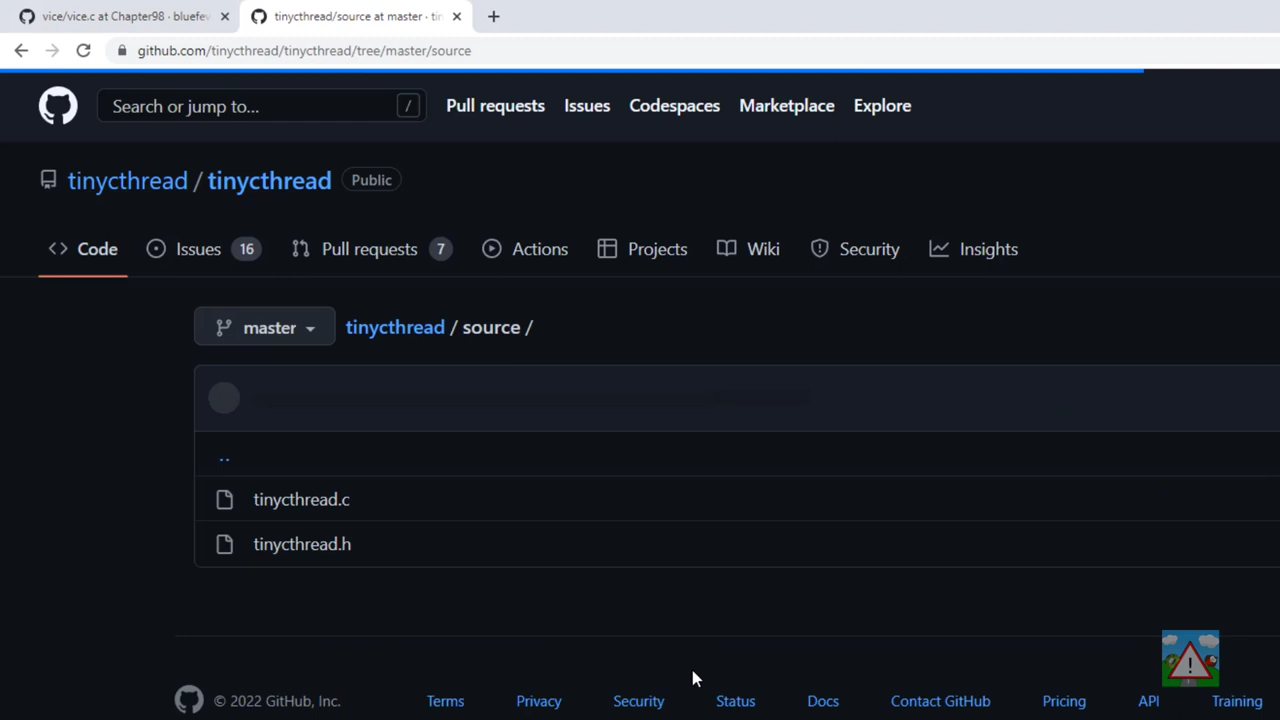 vice/vice.c at Chapter98 · bluefev
tinycthread/source at master · tin
github.com/tinycthread/tinycthread/tree/master/source
Search or jump to... /
Pull requests Issues Codespaces Marketplace Explore
tinycthread / tinycthread Public
Code Issues 16 Pull requests 7 Actions Projects Wiki Security Insights
master tinycthread / source /
..
tinycthread.c
tinycthread.h
© 2022 GitHub, Inc. Terms Privacy Security Status Docs Contact GitHub Pricing API Training